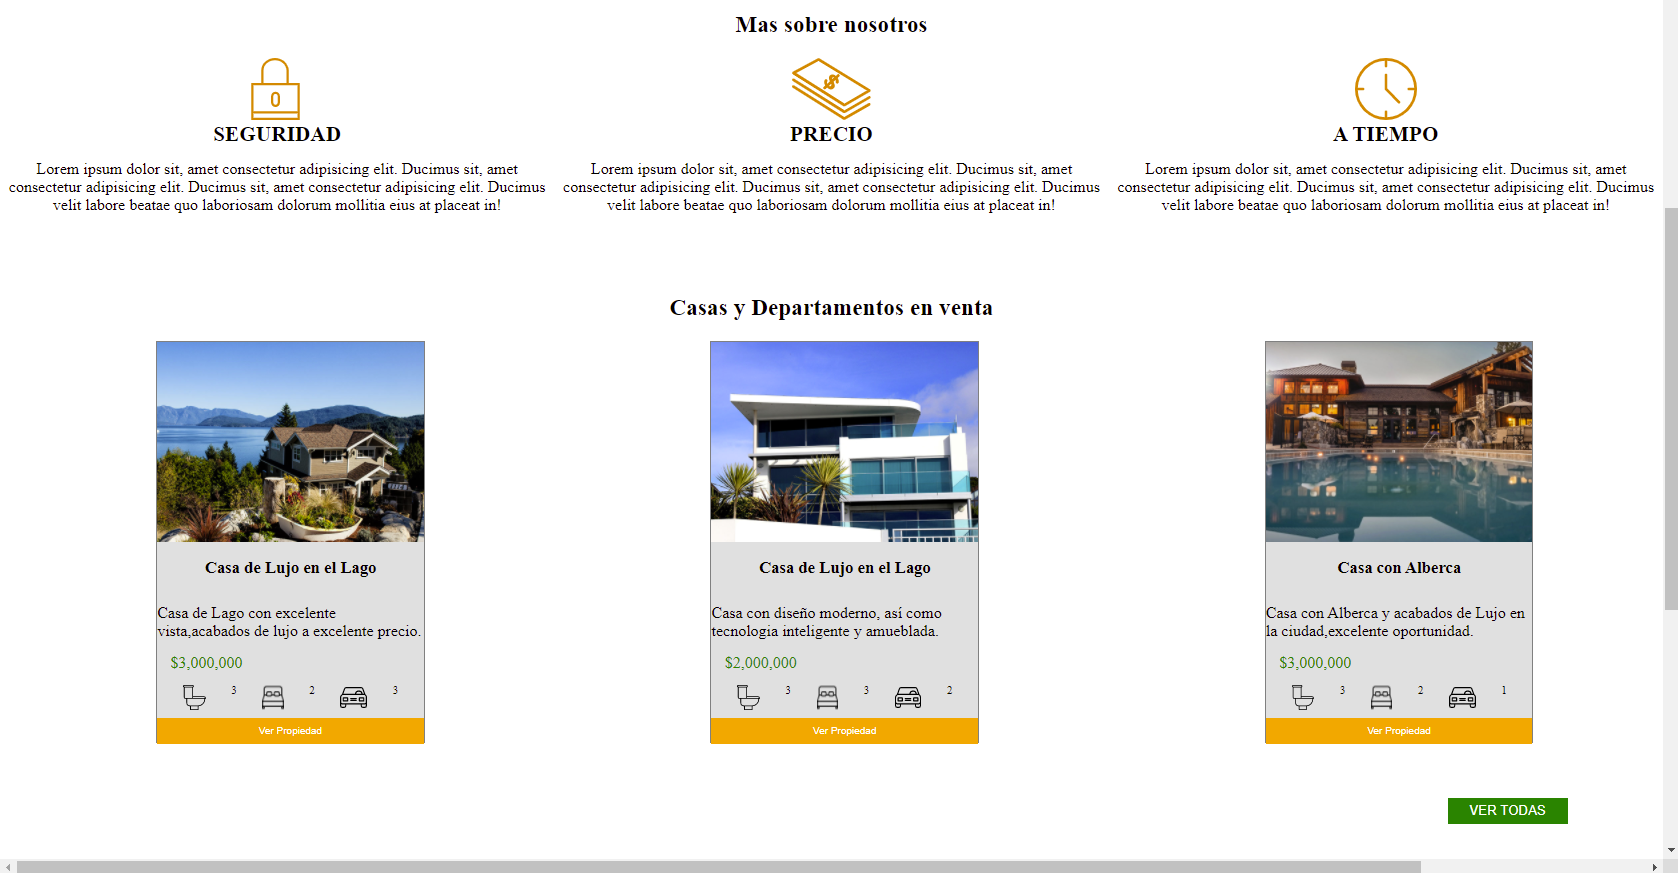 Mas sobre nosotros
0
$
SEGURIDAD
PRECIO
A TIEMPO
Lorem ipsum dolor sit, amet consectetur adipisicing elit. Ducimus sit, amet
consectetur adipisicing elit. Ducimus sit, amet consectetur adipisicing elit. Ducimus
velit labore beatae quo laboriosam dolorum mollitia eius at placeat in!
Lorem ipsum dolor sit, amet consectetur adipisicing elit. Ducimus sit, amet
consectetur adipisicing elit. Ducimus sit, amet consectetur adipisicing elit. Ducimus
velit labore beatae quo laboriosam dolorum mollitia eius at placeat in!
Lorem ipsum dolor sit, amet consectetur adipisicing elit. Ducimus sit, amet
consectetur adipisicing elit. Ducimus sit, amet consectetur adipisicing elit. Ducimus
velit labore beatae quo laboriosam dolorum mollitia eius at placeat in!
Casas y Departamentos en venta
Casa de Lujo en el Lago
Casa de Lago con excelente
vista,acabados de lujo a excelente precio.
$3,000,000
3 2 3
Ver Propiedad
Casa de Lujo en el Lago
Casa con diseño moderno, así como
tecnologia inteligente y amueblada.
$2,000,000
3 3 2
Ver Propiedad
Casa con Alberca
Casa con Alberca y acabados de Lujo en
la ciudad,excelente oportunidad.
$3,000,000
3 2 1
Ver Propiedad
VER TODAS